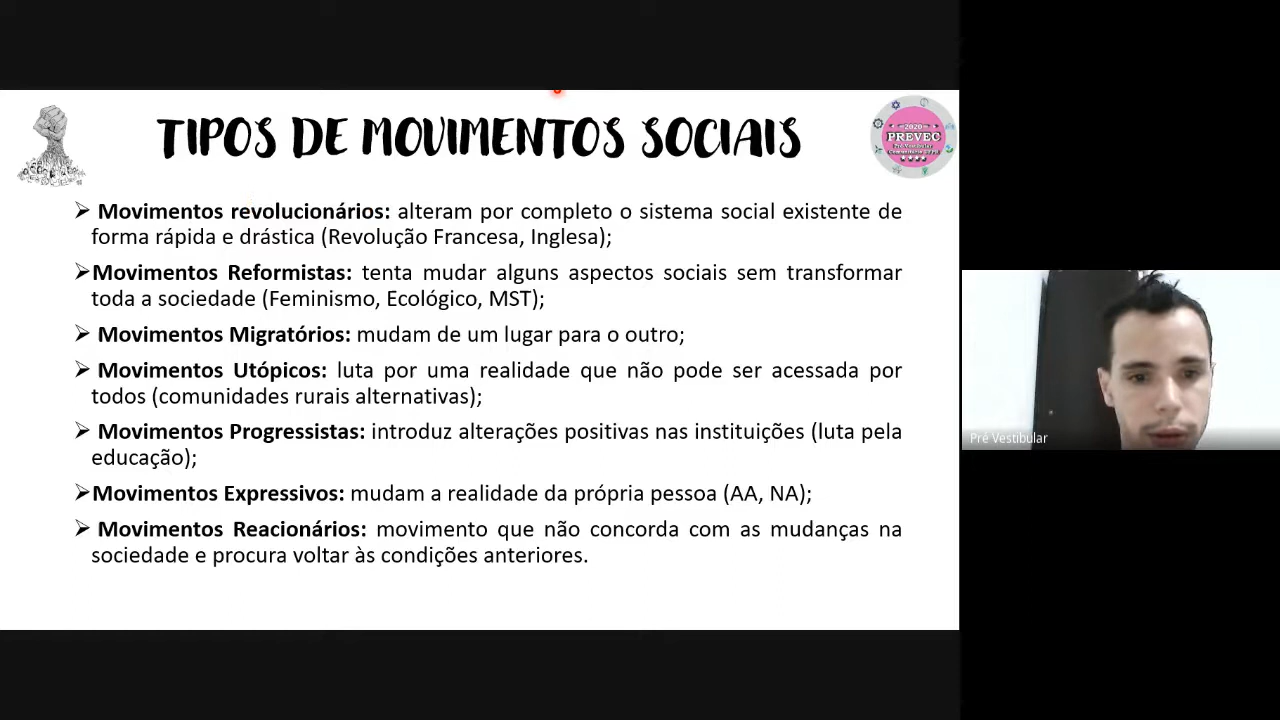 TIPOS DE MOVIMENTOS SOCIAIS
2020
PREVEC
Pré-Vestibular
➢ Movimentos revolucionários: alteram por completo o sistema social existente de
forma rápida e drástica (Revolução Francesa, Inglesa);
➢Movimentos Reformistas: tenta mudar alguns aspectos sociais sem transformar
toda a sociedade (Feminismo, Ecológico, MST);
➢ Movimentos Migratórios: mudam de um lugar para o outro;
➢ Movimentos Utópicos: luta por uma realidade que não pode ser acessada por
todos (comunidades rurais alternativas);
➢ Movimentos Progressistas: introduz alterações positivas nas instituições (luta pela
educação);
➢Movimentos Expressivos: mudam a realidade da própria pessoa (AA, NA);
➢ Movimentos Reacionários: movimento que não concorda com as mudanças na
sociedade e procura voltar às condições anteriores.
Pré Vestibular